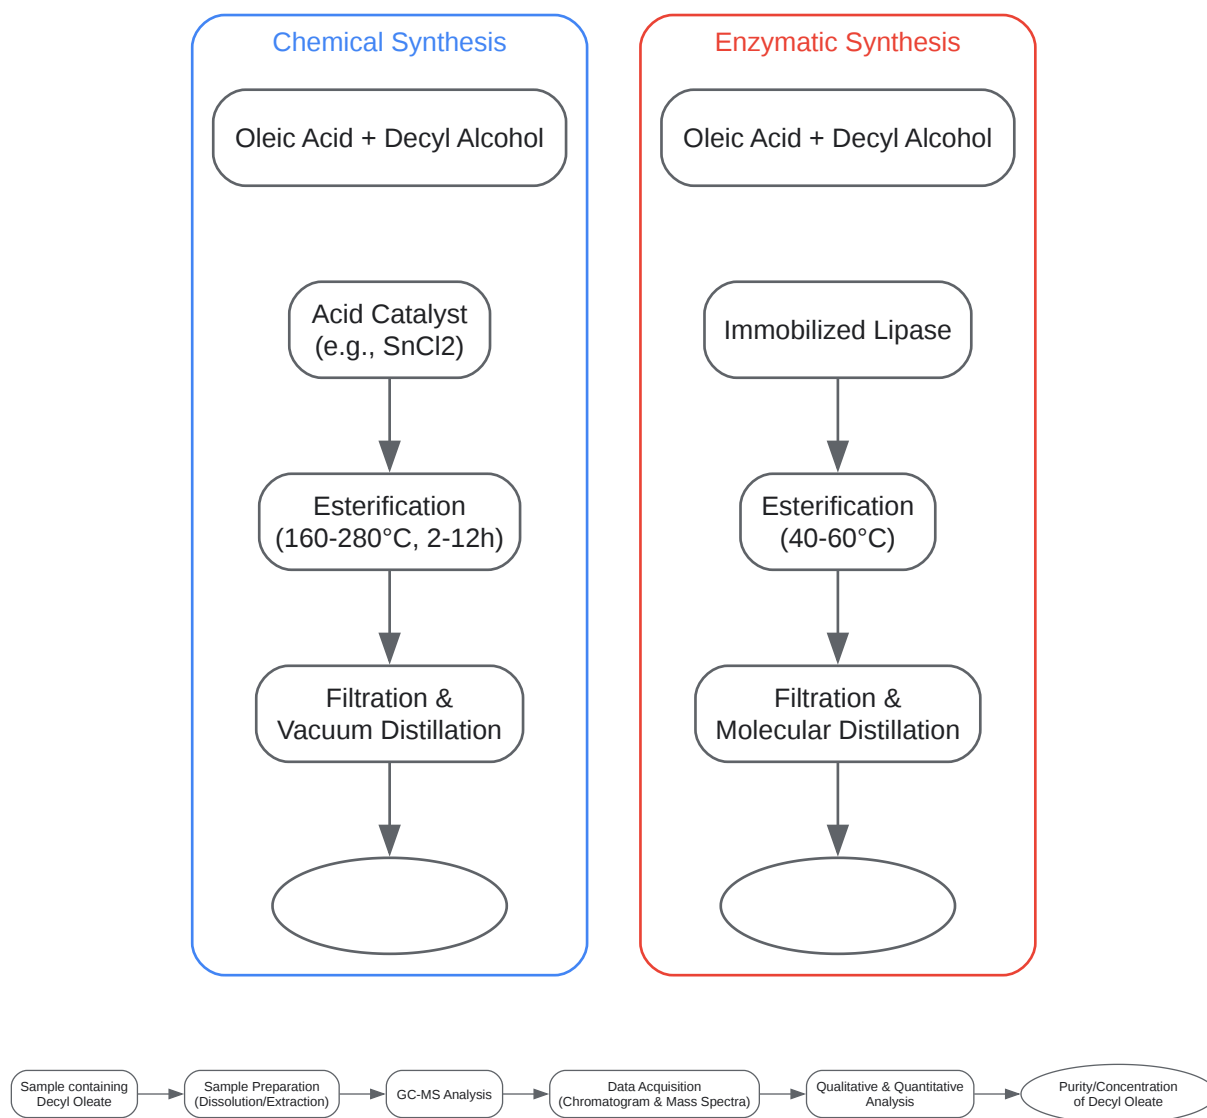 Chemical Synthesis
Oleic Acid + Decyl Alcohol
Acid Catalyst
(e.g., SnCl2)
Esterification
(160-280°C, 2-12h)
Filtration &
Vacuum Distillation
Enzymatic Synthesis
Oleic Acid + Decyl Alcohol
Immobilized Lipase
Esterification
(40-60°C)
Filtration &
Molecular Distillation
Sample containing
Decyl Oleate
Sample Preparation
(Dissolution/Extraction)
GC-MS Analysis
Data Acquisition
(Chromatogram & Mass Spectra)
Qualitative & Quantitative
Analysis
Purity/Concentration
of Decyl Oleate